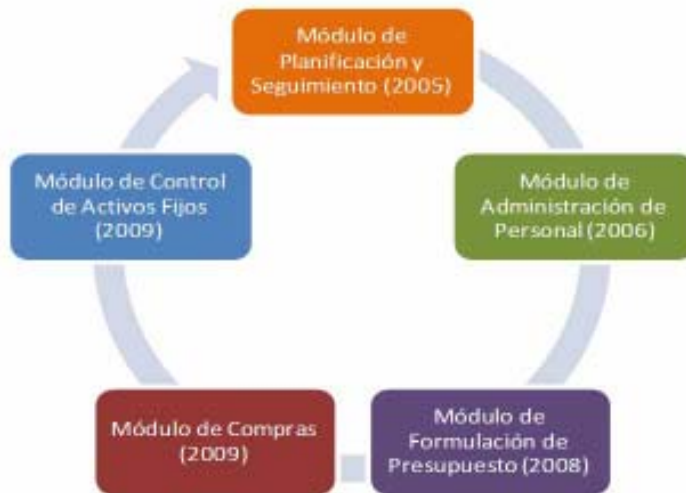 Módulo de
Planificación y
Seguimiento (2005)
Módulo de
Administración de
Personal (2006)
Módulo de
Formulación de
Presupuesto (2008)
Módulo de Compras
(2009)
Módulo de Control
de Activos Fijos
(2009)